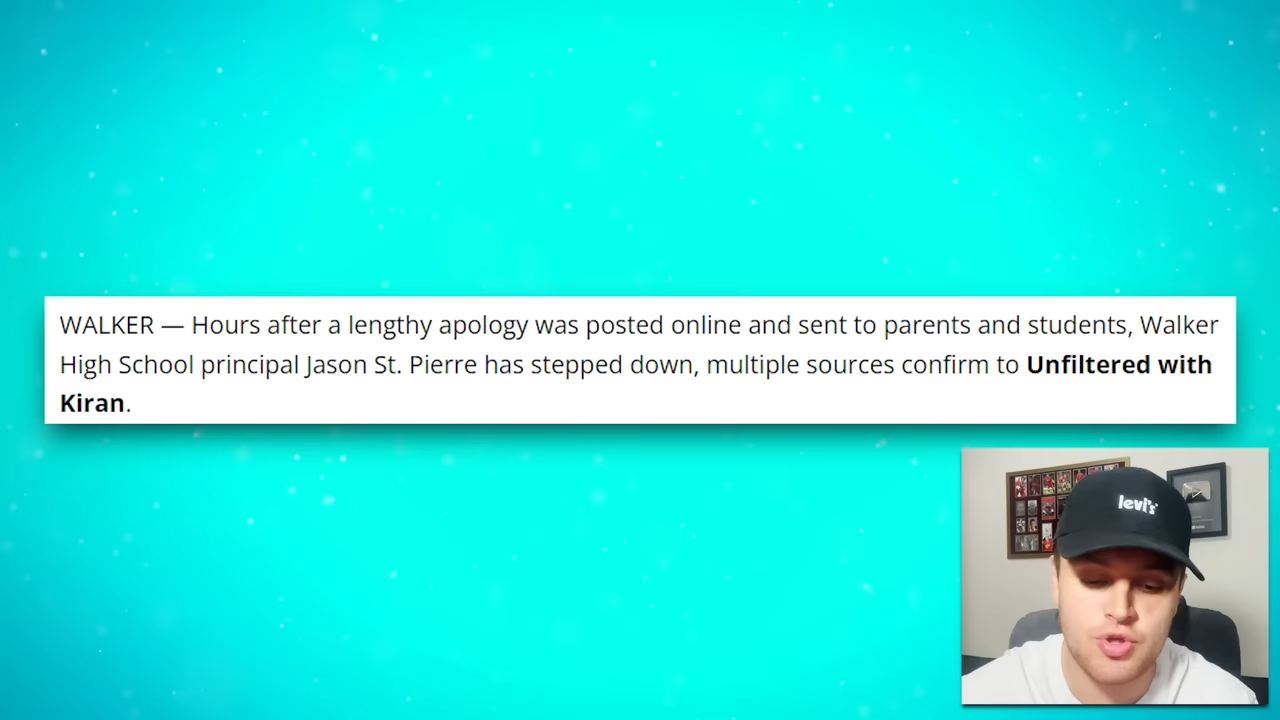 WALKER — Hours after a lengthy apology was posted online and sent to parents and students, Walker
High School principal Jason St. Pierre has stepped down, multiple sources confirm to Unfiltered with
Kiran.
levi's